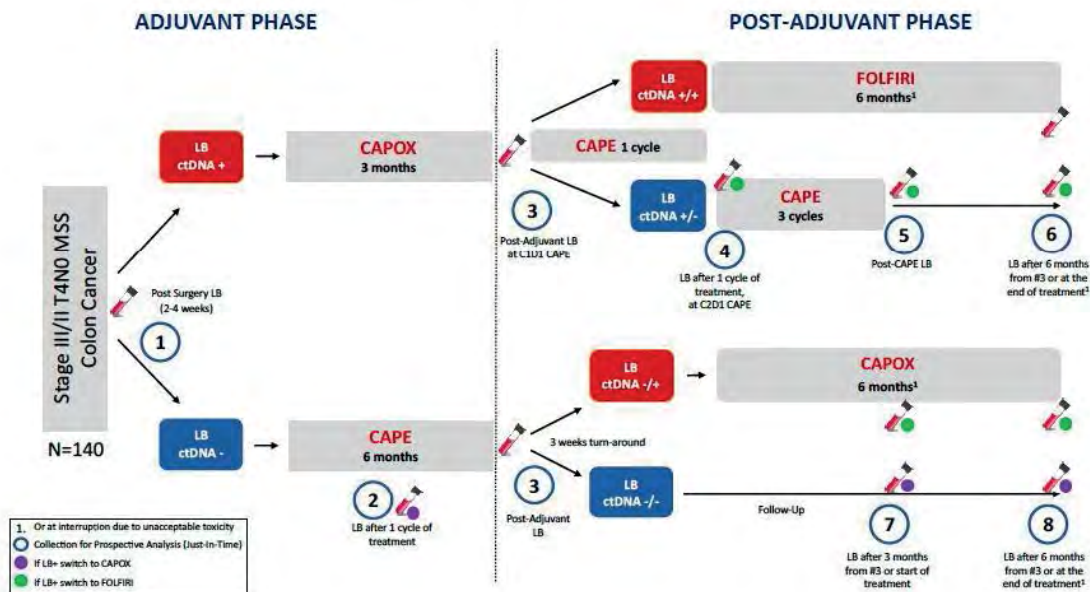 ADJUVANT PHASE
POST-ADJUVANT PHASE
Stage III/II T4N0 MSS
Colon Cancer
N=140
Post Surgery LB
(2-4 weeks)
1
LB
ctDNA +
CAPOX
3 months
LB
ctDNA -
CAPE
6 months
2
LB after 1 cycle of
treatment
3
Post-Adjuvant LB
at C1D1 CAPE
CAPE 1 cycle
LB
ctDNA +/+
FOLFIRI
6 months¹
LB
ctDNA +/-
4
LB after 1 cycle of
treatment,
at C2D1 CAPE
CAPE
3 cycles
5
Post-CAPE LB
6
LB after 6 months
from #3 or at the
end of treatment¹
3
Post-Adjuvant
LB
3 weeks turn-around
LB
ctDNA -/+
CAPOX
6 months¹
LB
ctDNA -/-
Follow-Up
7
LB after 3 months
from #3 or start of
treatment
8
LB after 6 months
from #3 or at the
end of treatment¹
1. Or at interruption due to unacceptable toxicity
Collection for Prospective Analysis (Just-In-Time)
If LB+ switch to CAPOX
If LB+ switch to FOLFIRI